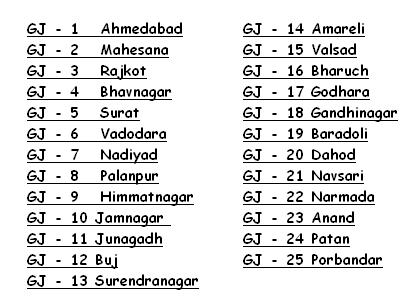 GJ - 1 Ahmedabad
GJ - 2 Mahesana
GJ - 3 Rajkot
GJ - 4 Bhavnagar
GJ - 5 Surat
GJ - 6 Vadodara
GJ - 7 Nadiyad
GJ - 8 Palanpur
GJ - 9 Himmatnagar
GJ - 10 Jamnagar
GJ - 11 Junagadh
GJ - 12 Buj
GJ - 13 Surendranagar
GJ - 14 Amareli
GJ - 15 Valsad
GJ - 16 Bharuch
GJ - 17 Godhara
GJ - 18 Gandhinagar
GJ - 19 Baradoli
GJ - 20 Dahod
GJ - 21 Navsari
GJ - 22 Narmada
GJ - 23 Anand
GJ - 24 Patan
GJ - 25 Porbandar